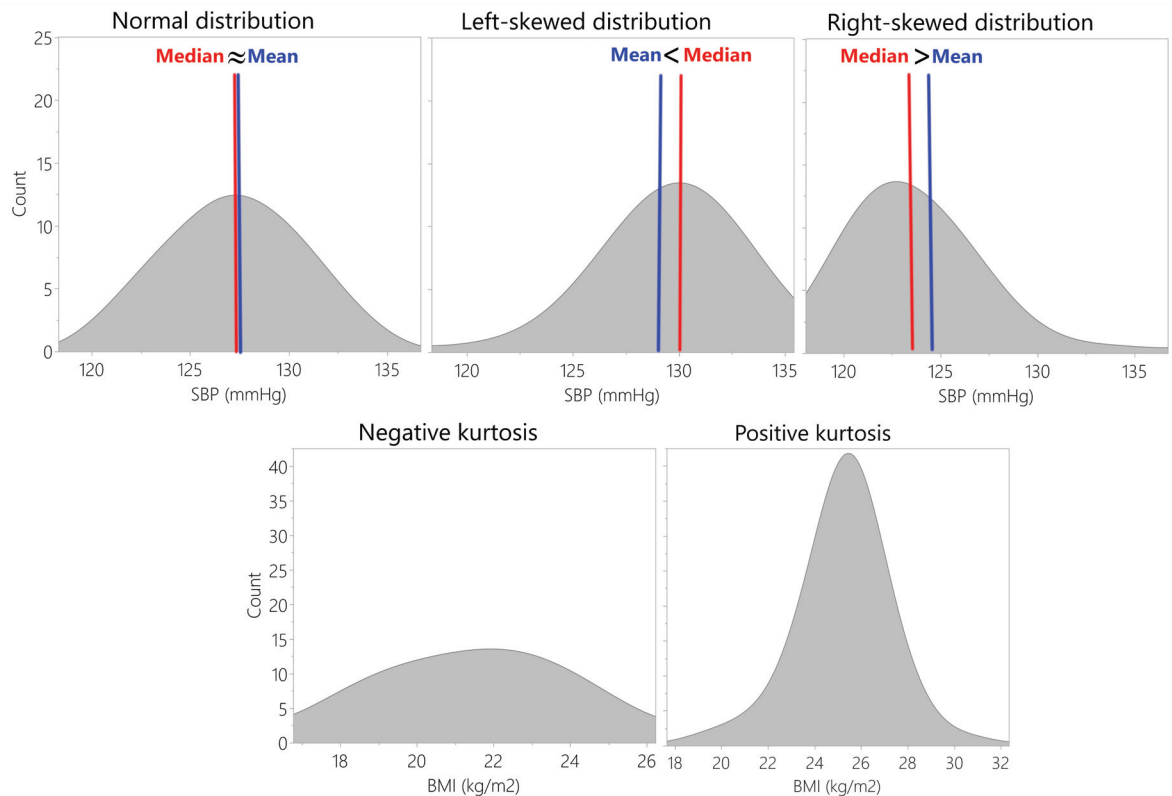 Normal distribution
Left-skewed distribution
Right-skewed distribution
Median≈Mean
Mean<Median
Median>Mean
25
20
15
10
5
0
Count
120 125 130 135
125 130 135
120 125 130 135
SBP (mmHg)
SBP (mmHg)
SBP (mmHg)
Negative kurtosis
Positive kurtosis
40
35
30
25
20
15
10
5
0
Count
18 20 22 24 26
18 20 22 24 26 28 30 32
BMI (kg/m2)
BMI (kg/m2)